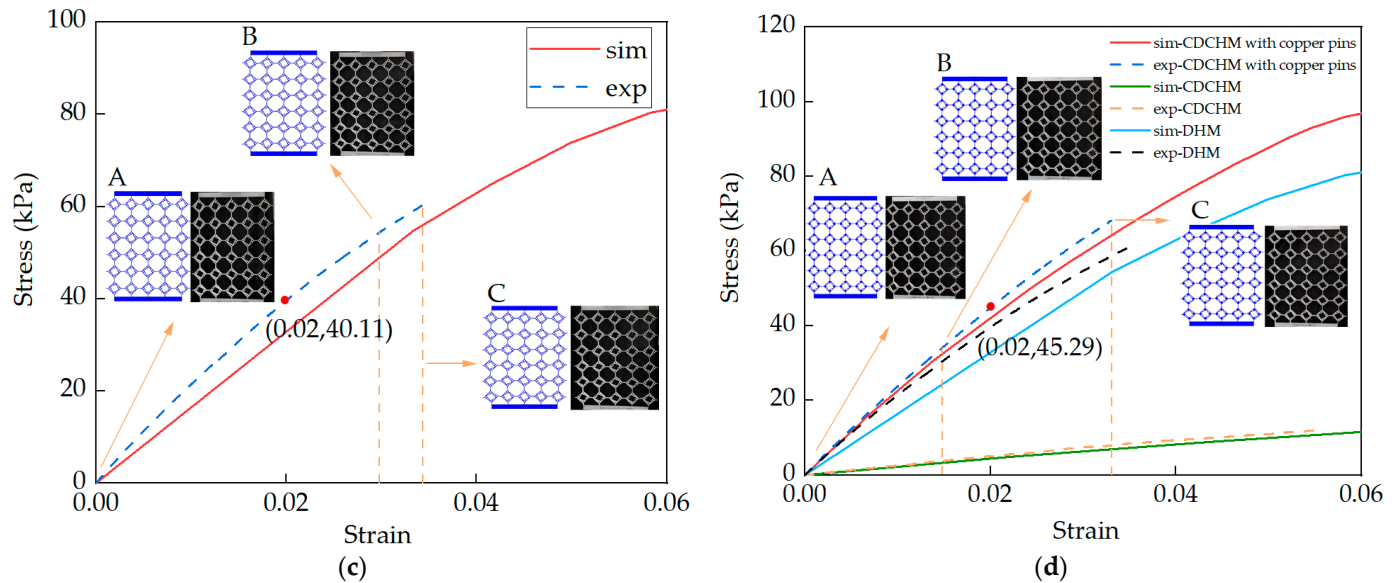 100
80
60
40
20
0
0.00
0.02
0.04
0.06
Stress (kPa)
Strain
sim
exp
A
B
C
(0.02,40.11)
(c)
120
100
80
60
40
20
0
0.00
0.02
0.04
0.06
Stress (kPa)
Strain
sim-CDCHM with copper pins
exp-CDCHM with copper pins
sim-CDCHM
exp-CDCHM
sim-DHM
exp-DHM
A
B
C
(0.02,45.29)
(d)